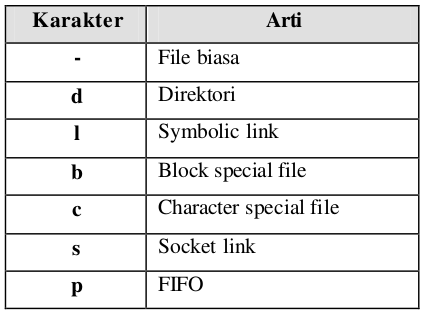 Karakter Arti
- File biasa
d Direktori
l Symbolic link
b Block special file
c Character special file
s Socket link
p FIFO